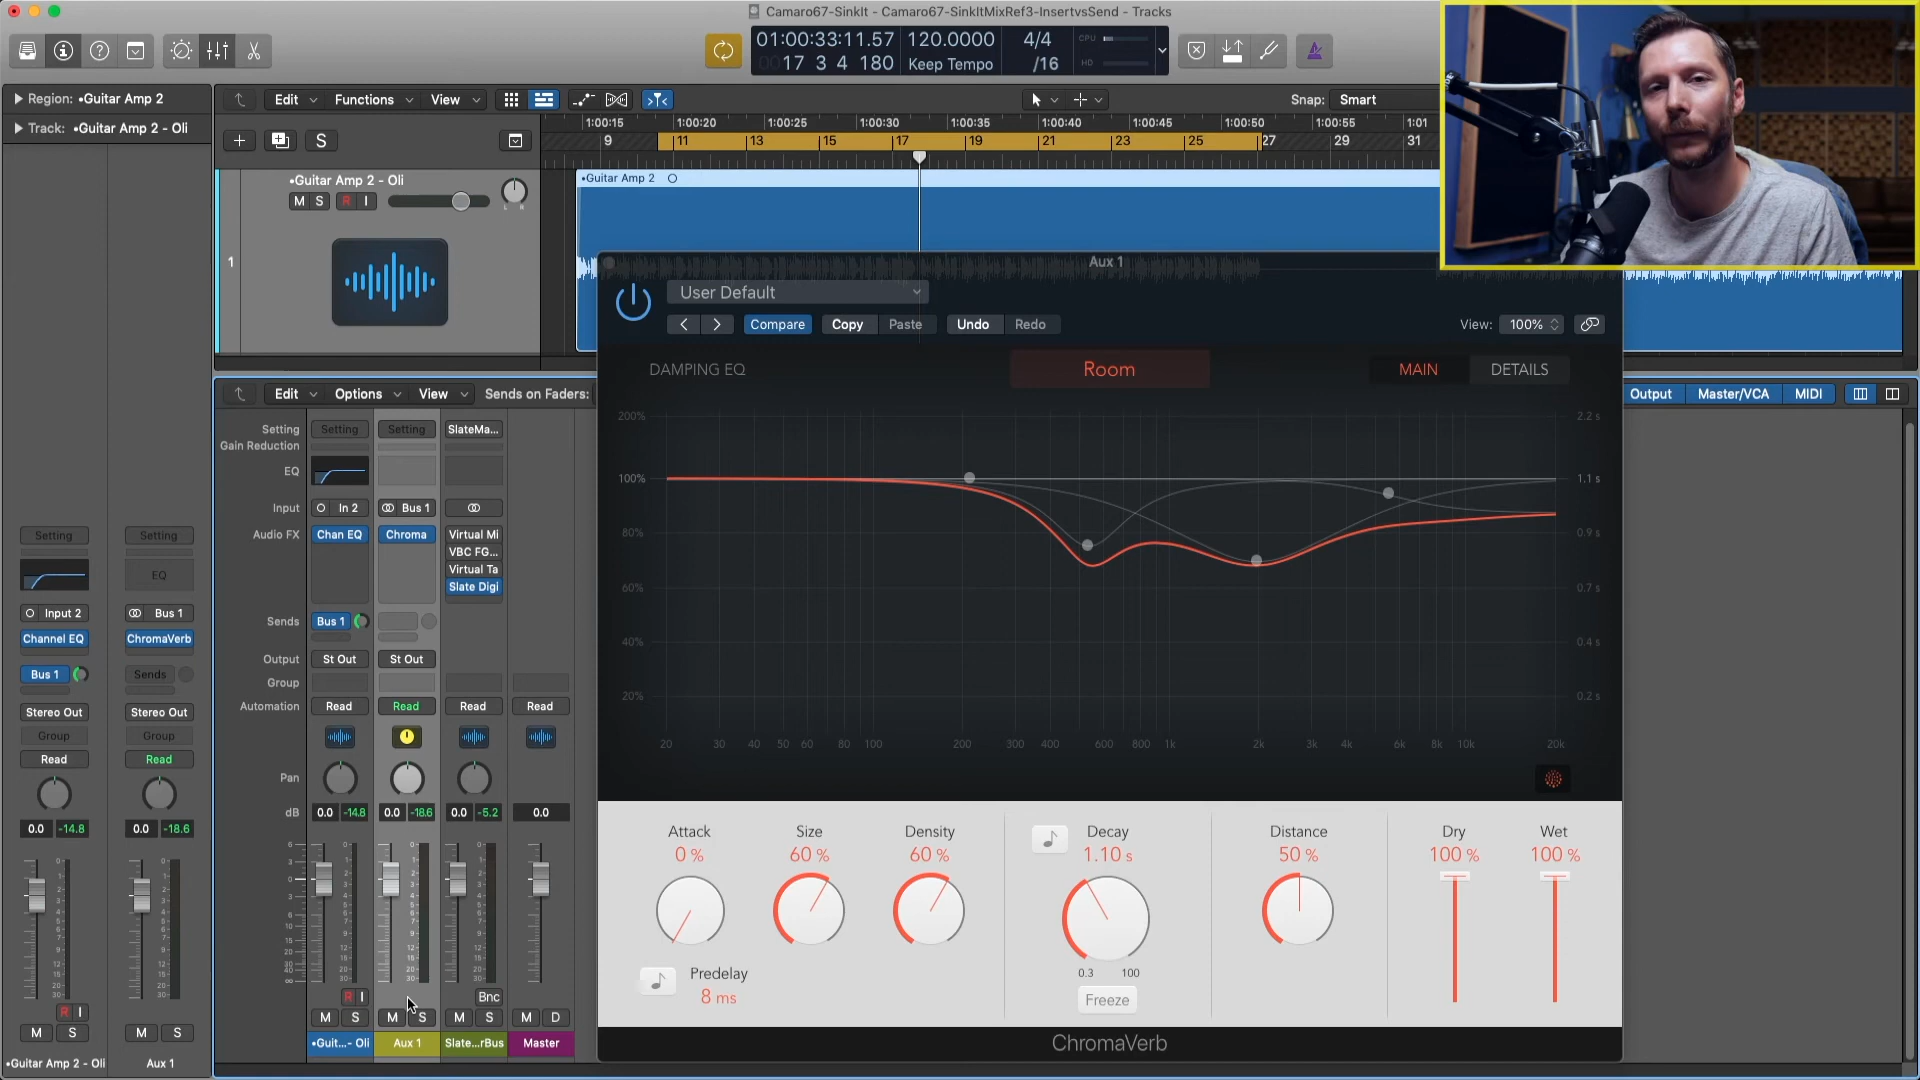 Camaro67-SinkIt - Camaro67-SinkItMixRef3-InsertvsSend - Tracks
01:00:33:11.57 120.0000 4/4 CPU
0017 3 4 180 Keep Tempo /16 HD
Region: •Guitar Amp 2
Track: •Guitar Amp 2 - Oli
Edit Functions View Snap: Smart
1:00:15 1:00:20 1:00:25 1:00:30 1:00:35 1:00:40 1:00:45 1:00:50 1:00:55 1:01
9 11 13 15 17 19 21 23 25 27 29 31
S
•Guitar Amp 2 - Oli
M S R I
L R
1
•Guitar Amp 2
Aux 1
User Default
Compare Copy Paste Undo Redo View: 100%
DAMPING EQ Room MAIN DETAILS
200% 2.2 s
100% 1.1 s
80% 0.9 s
60% 0.7 s
40% 0.4 s
20% 0.2 s
20 30 40 50 60 80 100 200 300 400 600 800 1k 2k 3k 4k 6k 8k 10k 20k
Attack Size Density Decay Distance Dry Wet
0 % 60 % 60 % 1.10 s 50 % 100 % 100 %
0.3 100
Predelay
8 ms
Freeze
ChromaVerb
Edit Options View Sends on Faders:
Output Master/VCA MIDI
Setting Setting Setting SlateMa...
Gain Reduction
EQ
Input In 2 Bus 1
Audio FX Chan EQ Chroma Virtual Mi
VBC FG...
Virtual Ta
Slate Digi
Sends Bus 1
Output St Out St Out
Group
Automation Read Read Read Read
Pan
dB 0.0 -14.8 0.0 -18.6 0.0 -5.2 0.0
R I Bnc
M S M S M S M D
•Guit...- Oli Aux 1 Slate...rBus Master
Setting Setting
EQ
Input 2 Bus 1
Channel EQ ChromaVerb
Bus 1 Sends
Stereo Out Stereo Out
Group Group
Read Read
0.0 -14.8 0.0 -18.6
R I
M S M S
•Guitar Amp 2 - Oli Aux 1